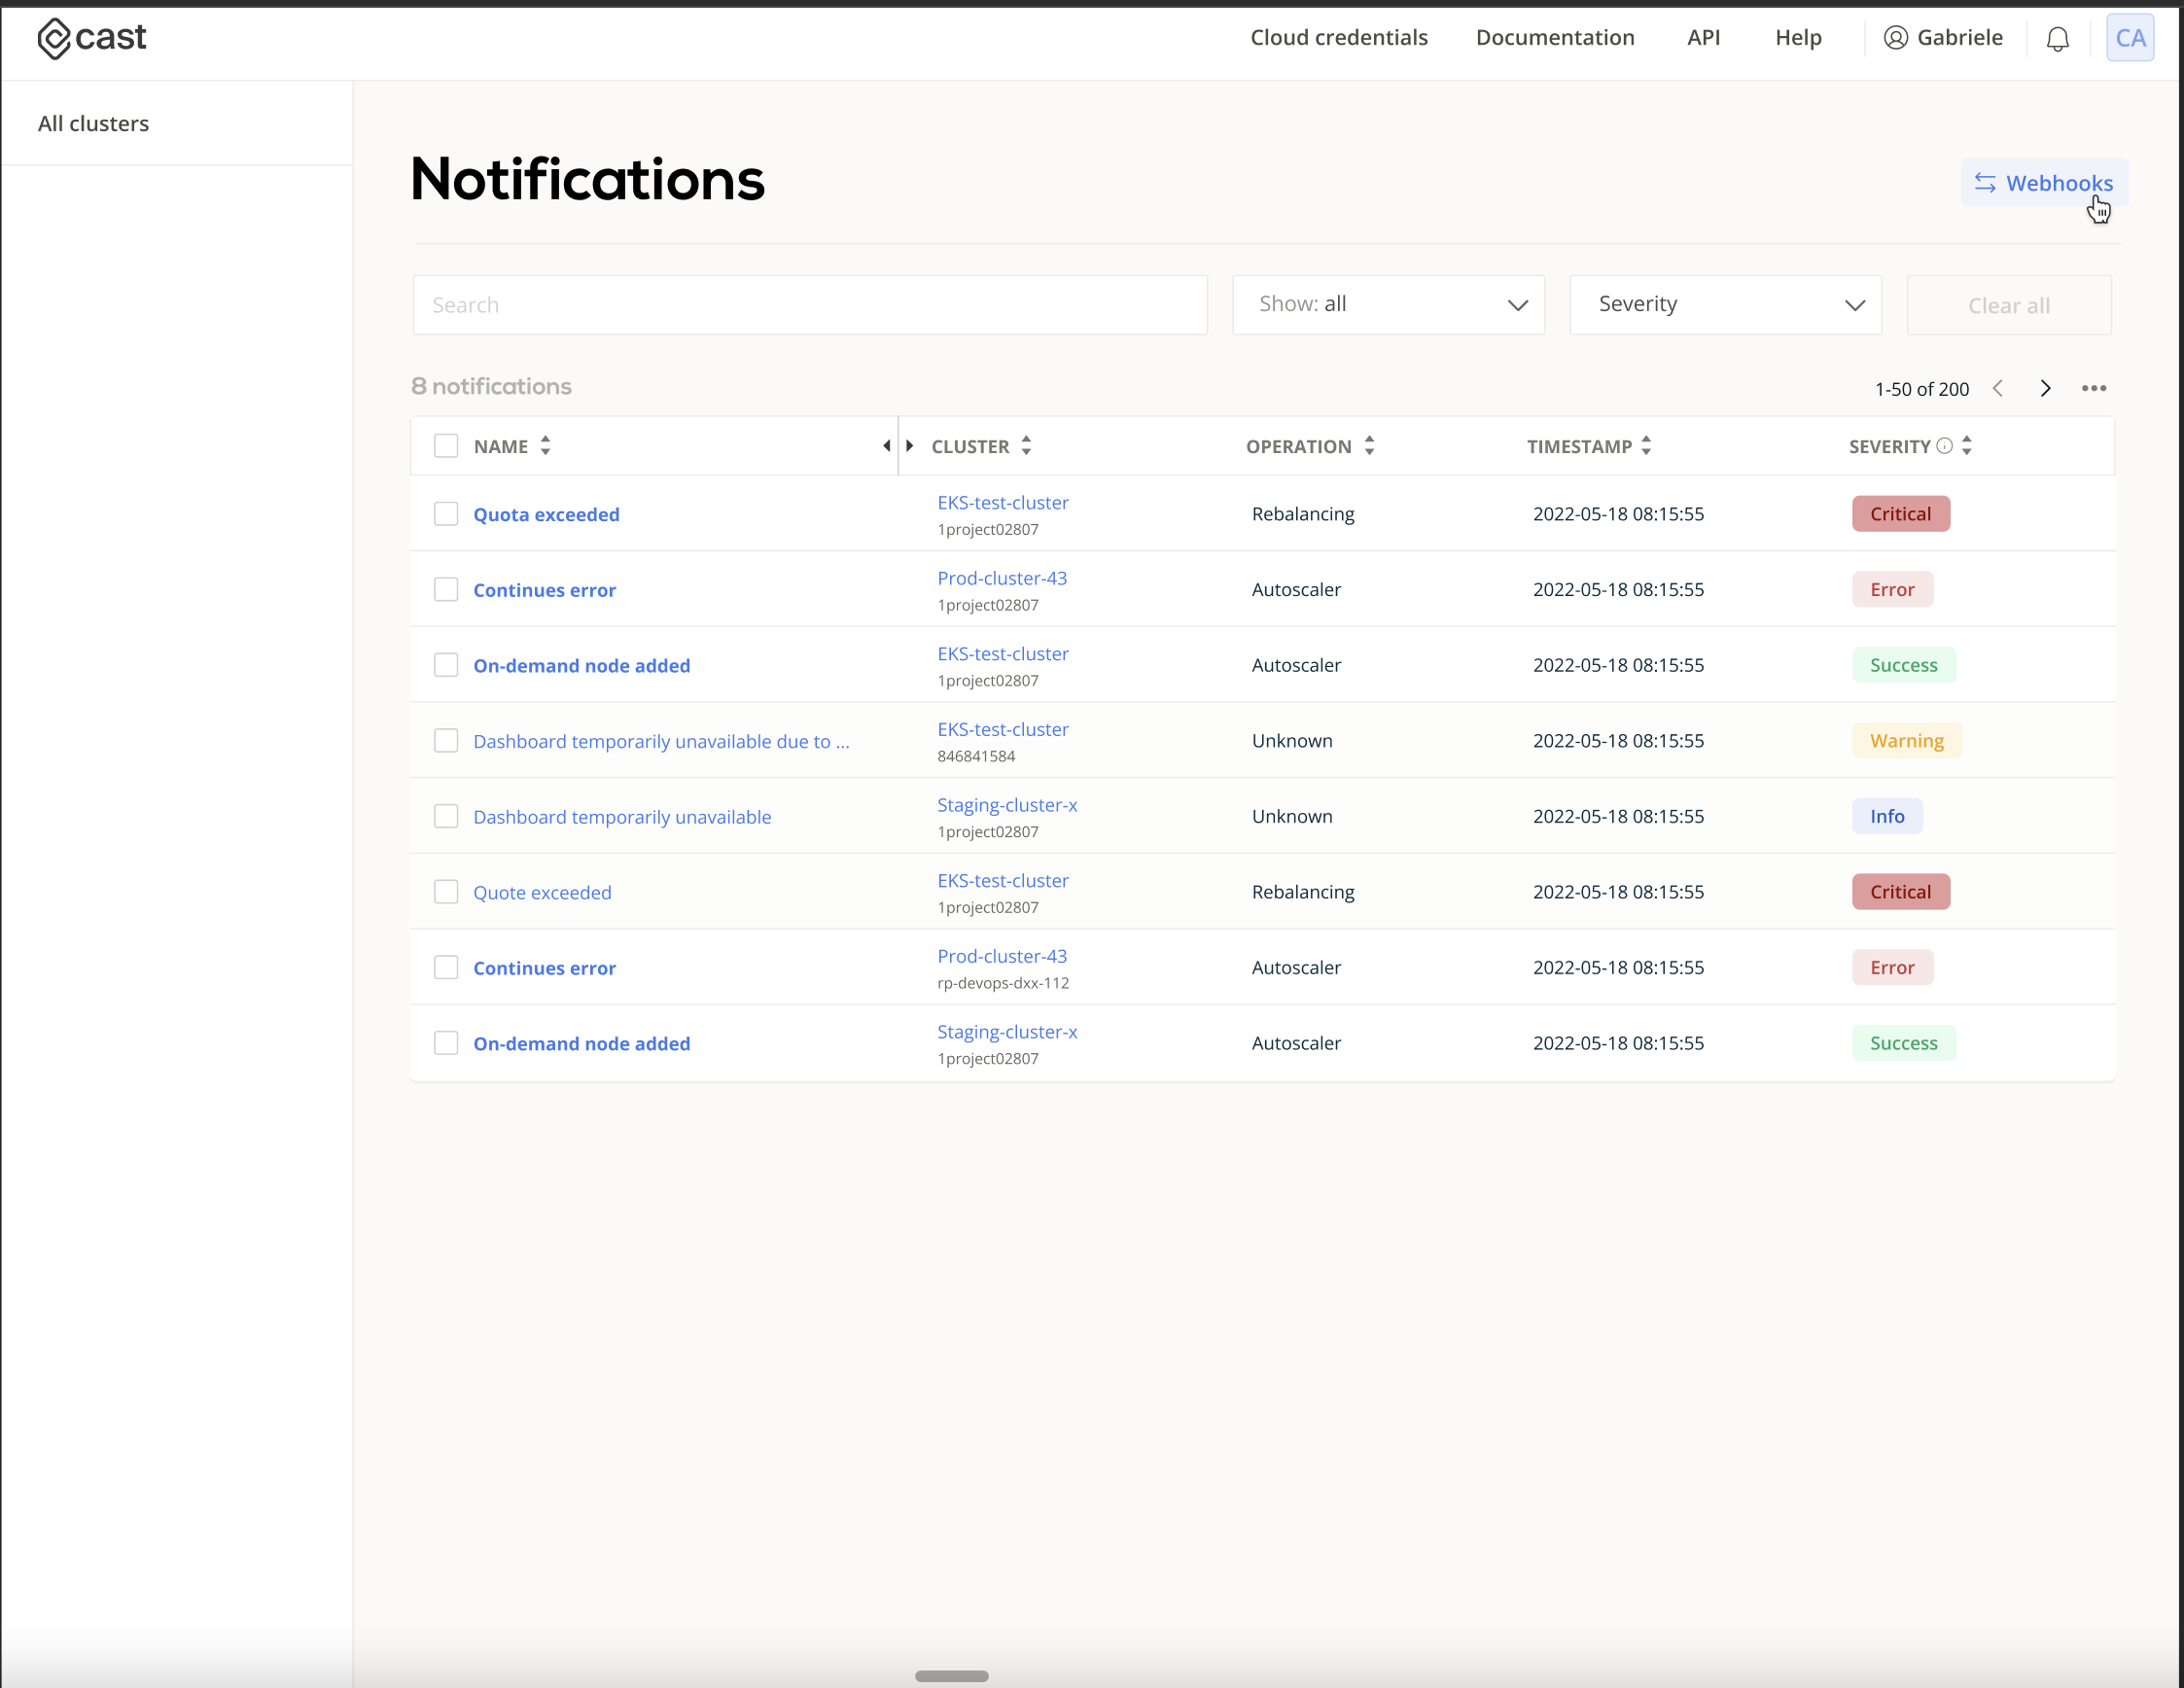 cast
Cloud credentials Documentation API Help Gabriele CA
All clusters
Notifications
Webhooks
Search Show: all Severity Clear all
8 notifications 1-50 of 200
NAME CLUSTER OPERATION TIMESTAMP SEVERITY
Quota exceeded EKS-test-cluster Rebalancing 2022-05-18 08:15:55 Critical
1project02807
Continues error Prod-cluster-43 Autoscaler 2022-05-18 08:15:55 Error
1project02807
On-demand node added EKS-test-cluster Autoscaler 2022-05-18 08:15:55 Success
1project02807
Dashboard temporarily unavailable due to ... EKS-test-cluster Unknown 2022-05-18 08:15:55 Warning
846841584
Dashboard temporarily unavailable Staging-cluster-x Unknown 2022-05-18 08:15:55 Info
1project02807
Quote exceeded EKS-test-cluster Rebalancing 2022-05-18 08:15:55 Critical
1project02807
Continues error Prod-cluster-43 Autoscaler 2022-05-18 08:15:55 Error
rp-devops-dxx-112
On-demand node added Staging-cluster-x Autoscaler 2022-05-18 08:15:55 Success
1project02807